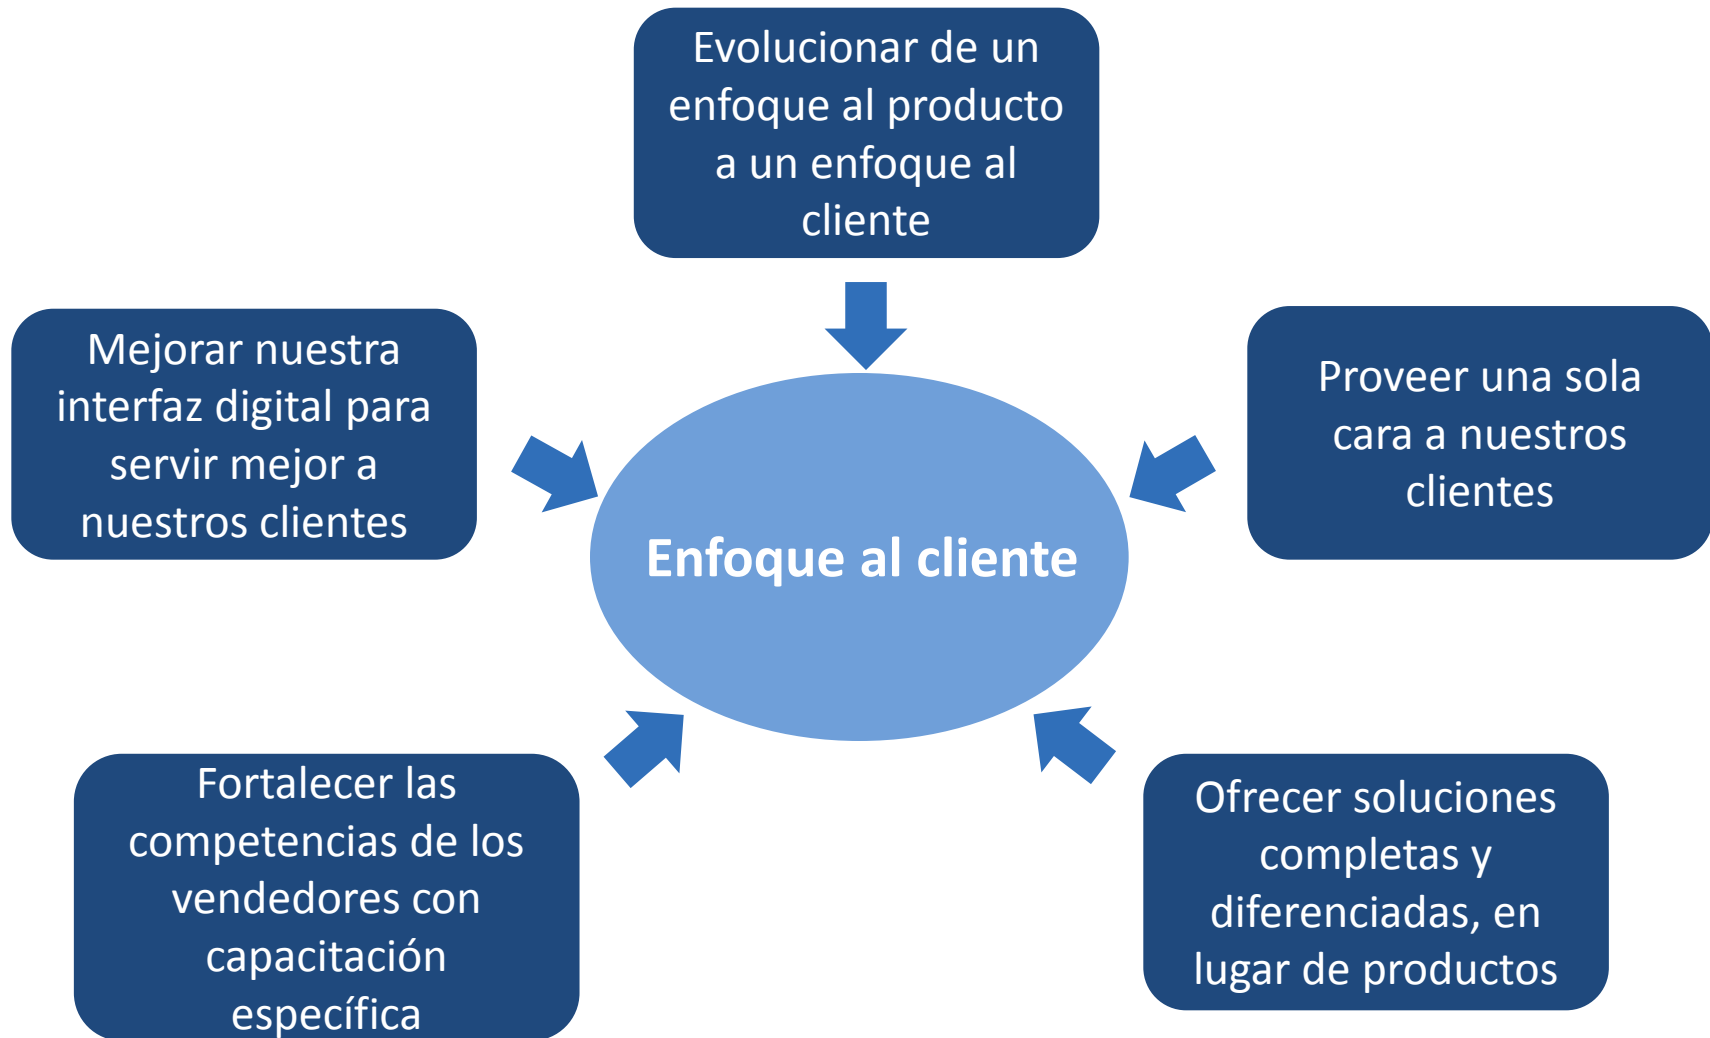 Evolucionar de un
enfoque al producto
a un enfoque al
cliente
Mejorar nuestra
interfaz digital para
servir mejor a
nuestros clientes
Proveer una sola
cara a nuestros
clientes
Enfoque al cliente
Fortalecer las
competencias de los
vendedores con
capacitación
específica
Ofrecer soluciones
completas y
diferenciadas, en
lugar de productos